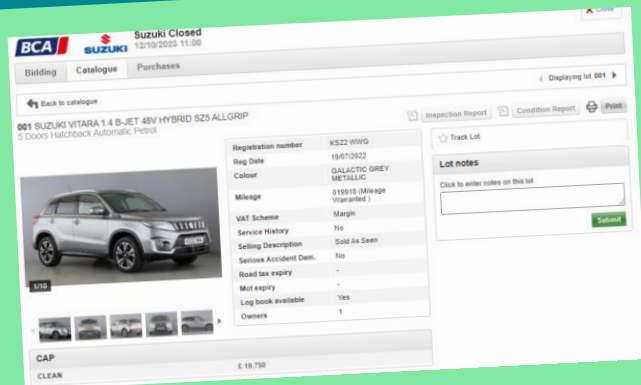 Close
BCA SUZUKI Suzuki Closed
12/10/2023 11:00
Bidding Catalogue Purchases
Displaying lot 001
Back to catalogue
001 SUZUKI VITARA 1.4 B-JET 48V HYBRID SZ5 ALLGRIP
5 Doors Hatchback Automatic Petrol
Inspection Report Condition Report Print
Track Lot
Lot notes
Click to enter notes on this lot
Submit
Registration number KS22 WWG
Reg Date 19/07/2022
Colour GALACTIC GREY METALLIC
Mileage 019918 (Mileage Warranted )
VAT Scheme Margin
Service History No
Selling Description Sold As Seen
Serious Accident Dam. No
Road tax expiry -
Mot expiry -
Log book available Yes
Owners 1
1/10
CAP
CLEAN £ 19,750